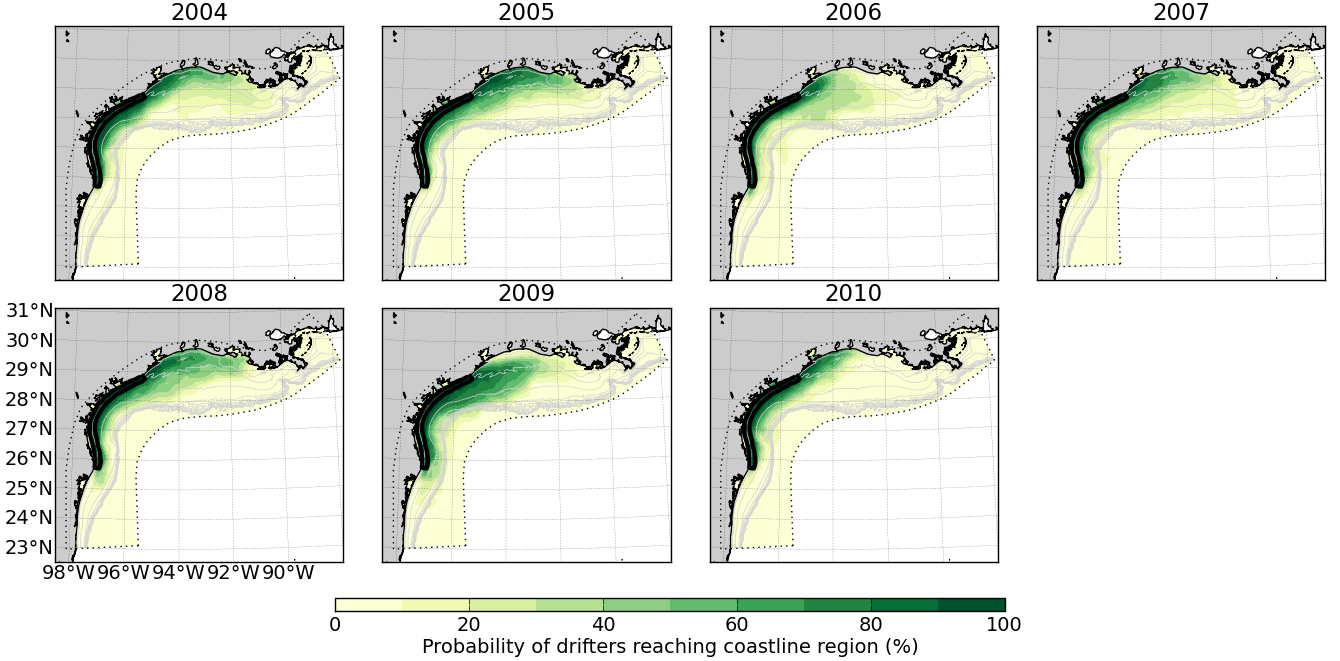 2004 2005 2006 2007
2008 2009 2010
31°N
30°N
29°N
28°N
27°N
26°N
25°N
24°N
23°N
98°W 96°W 94°W 92°W 90°W
0 20 40 60 80 100
Probability of drifters reaching coastline region (%)